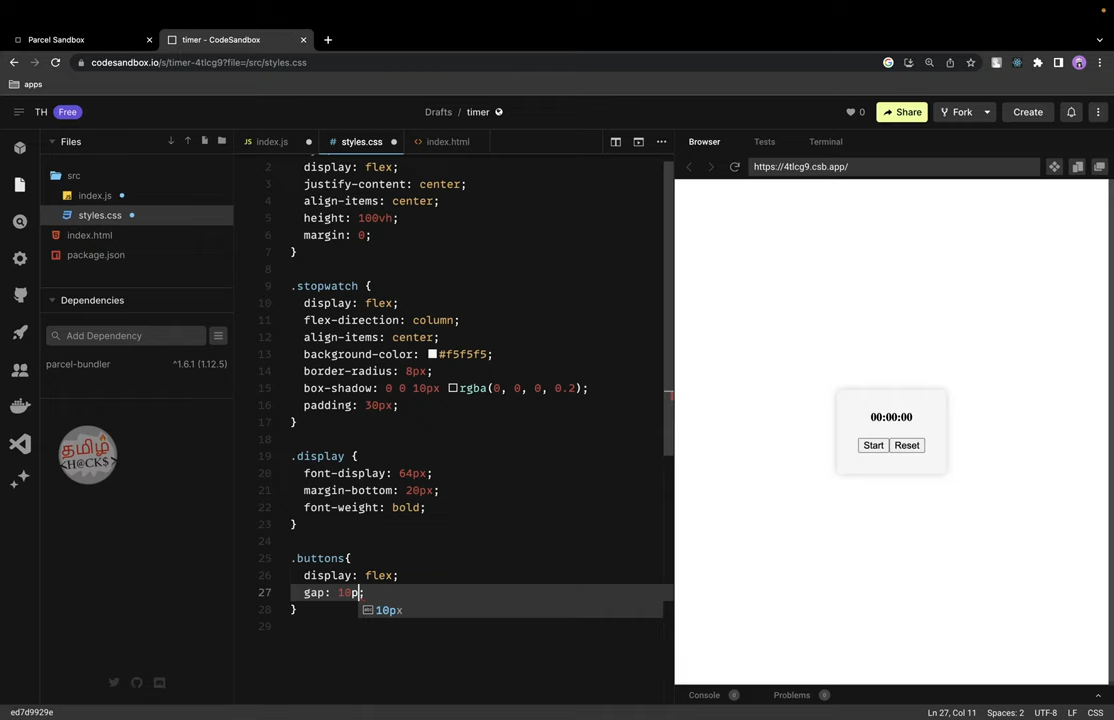 Parcel Sandbox
timer - CodeSandbox
codesandbox.io/s/timer-4tlcg9?file=/src/styles.css
apps
TH Free
Drafts / timer
0 Share Fork Create
Files
index.js styles.css index.html
Browser Tests Terminal
src
index.js
styles.css
index.html
package.json
Dependencies
Add Dependency
parcel-bundler ^1.6.1 (1.12.5)
தமிழ்
<H@CK$>
https://4tlcg9.csb.app/
2 display: flex;
3 justify-content: center;
4 align-items: center;
5 height: 100vh;
6 margin: 0;
7 }
8
9 .stopwatch {
10 display: flex;
11 flex-direction: column;
12 align-items: center;
13 background-color: #f5f5f5;
14 border-radius: 8px;
15 box-shadow: 0 0 10px rgba(0, 0, 0, 0.2);
16 padding: 30px;
17 }
18
19 .display {
20 font-display: 64px;
21 margin-bottom: 20px;
22 font-weight: bold;
23 }
24
25 .buttons{
26 display: flex;
27 gap: 10p;
28 }
29
abc 10px
00:00:00
Start Reset
Console 0 Problems 0
ed7d9929e
Ln 27, Col 11 Spaces: 2 UTF-8 LF CSS